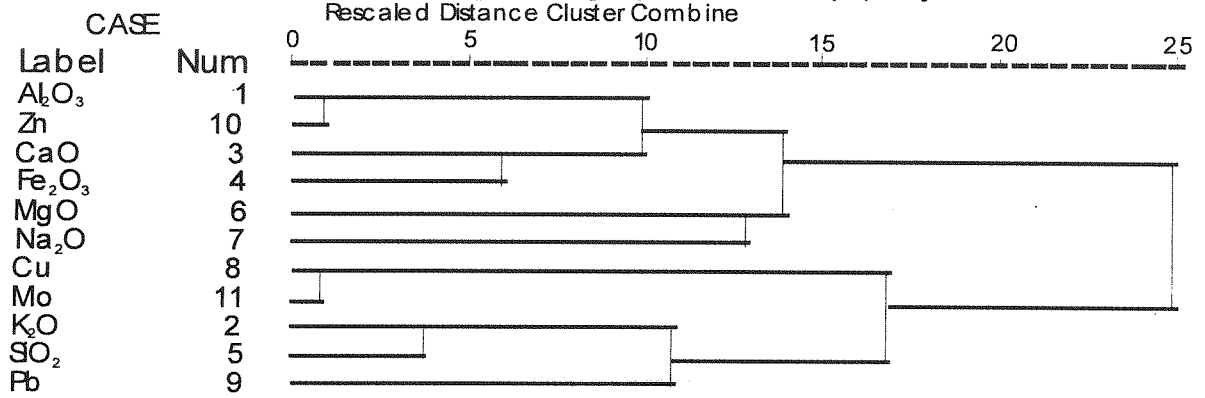 Rescaled Distance Cluster Combine
CASE
0 5 10 15 20 25
Label Num
Al₂O₃ 1
Zn 10
CaO 3
Fe₂O₃ 4
MgO 6
Na₂O 7
Cu 8
Mo 11
K₂O 2
SiO₂ 5
Pb 9